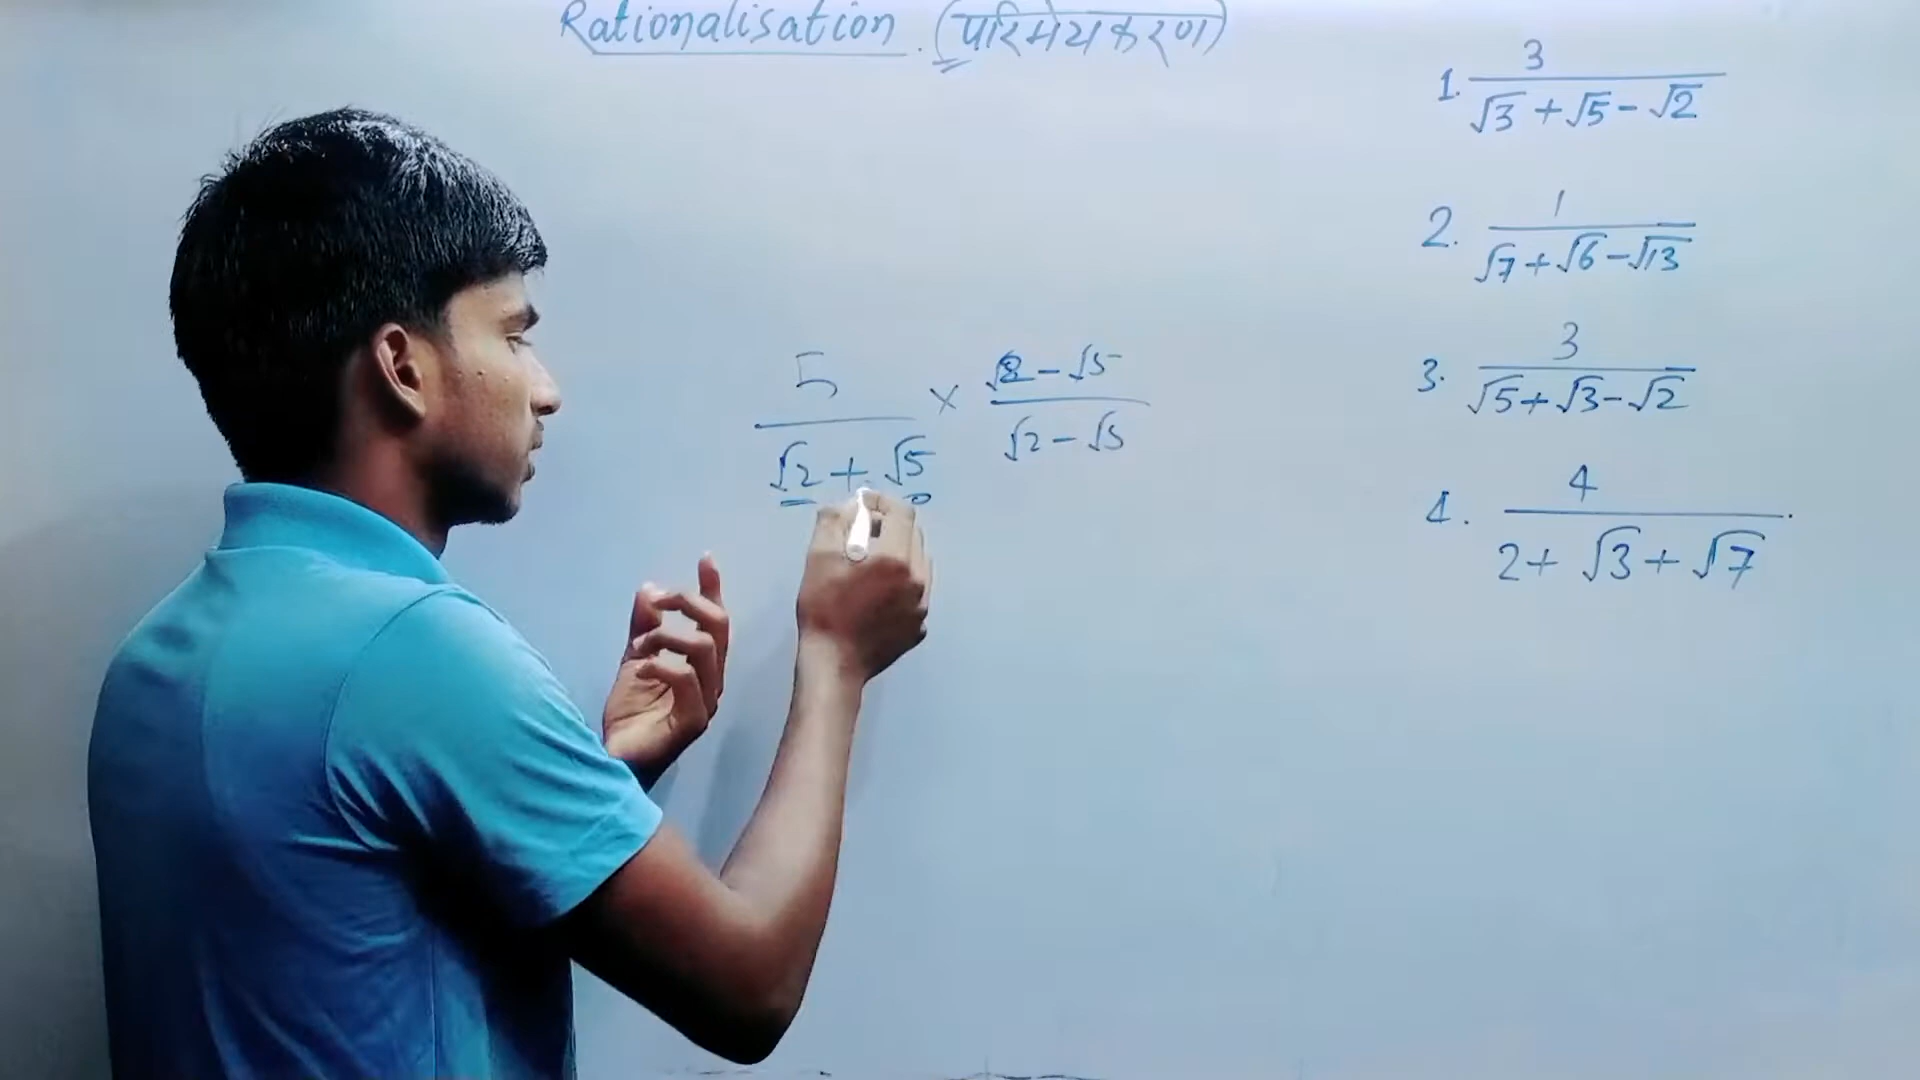 Rationalisation. (परिमेयकरण)
5/(√2 + √5) × (√2 - √5)/(√2 - √5)
1. 3/(√3 + √5 - √2)
2. 1/(√7 + √6 - √13)
3. 3/(√5 + √3 - √2)
4. 4/(2 + √3 + √7)